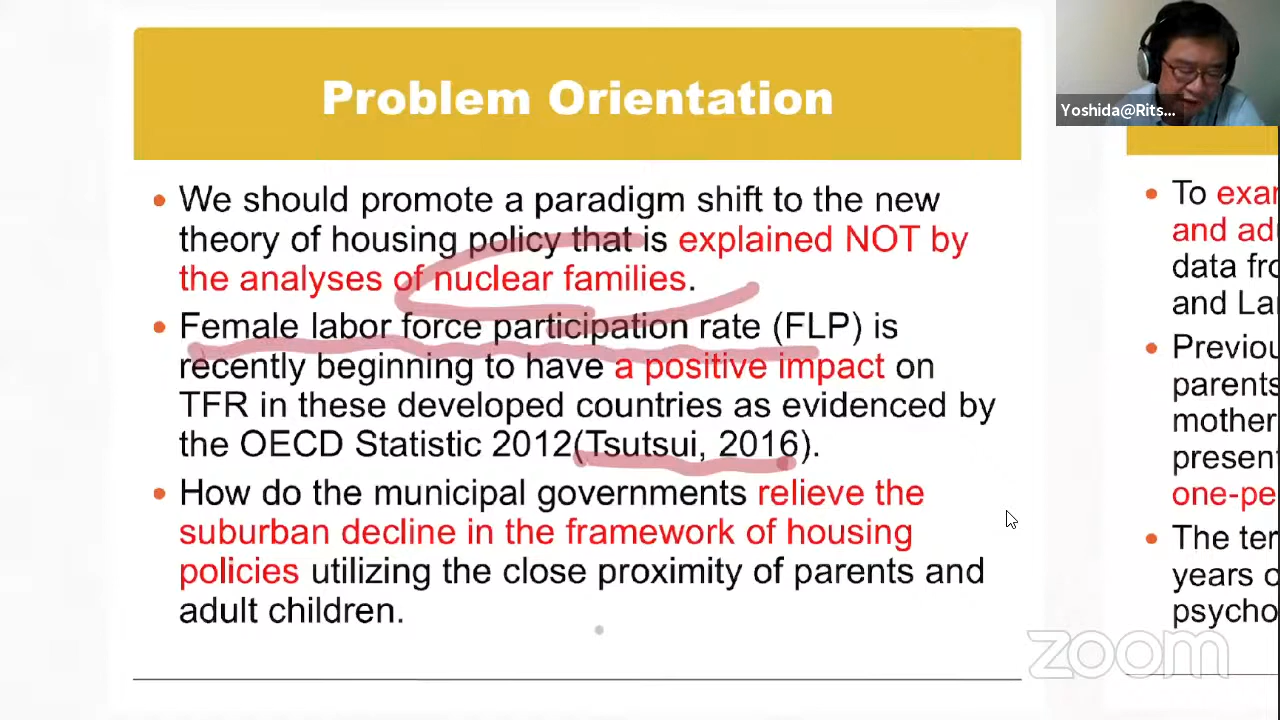 Problem Orientation
Yoshida@Rits...
• We should promote a paradigm shift to the new
theory of housing policy that is explained NOT by
the analyses of nuclear families.
• Female labor force participation rate (FLP) is
recently beginning to have a positive impact on
TFR in these developed countries as evidenced by
the OECD Statistic 2012(Tsutsui, 2016).
• How do the municipal governments relieve the
suburban decline in the framework of housing
policies utilizing the close proximity of parents and
adult children.
• To exa
and ad
data fro
and La
• Previou
parents
mother
present
one-pe
• The ter
years o
psycho
zoom